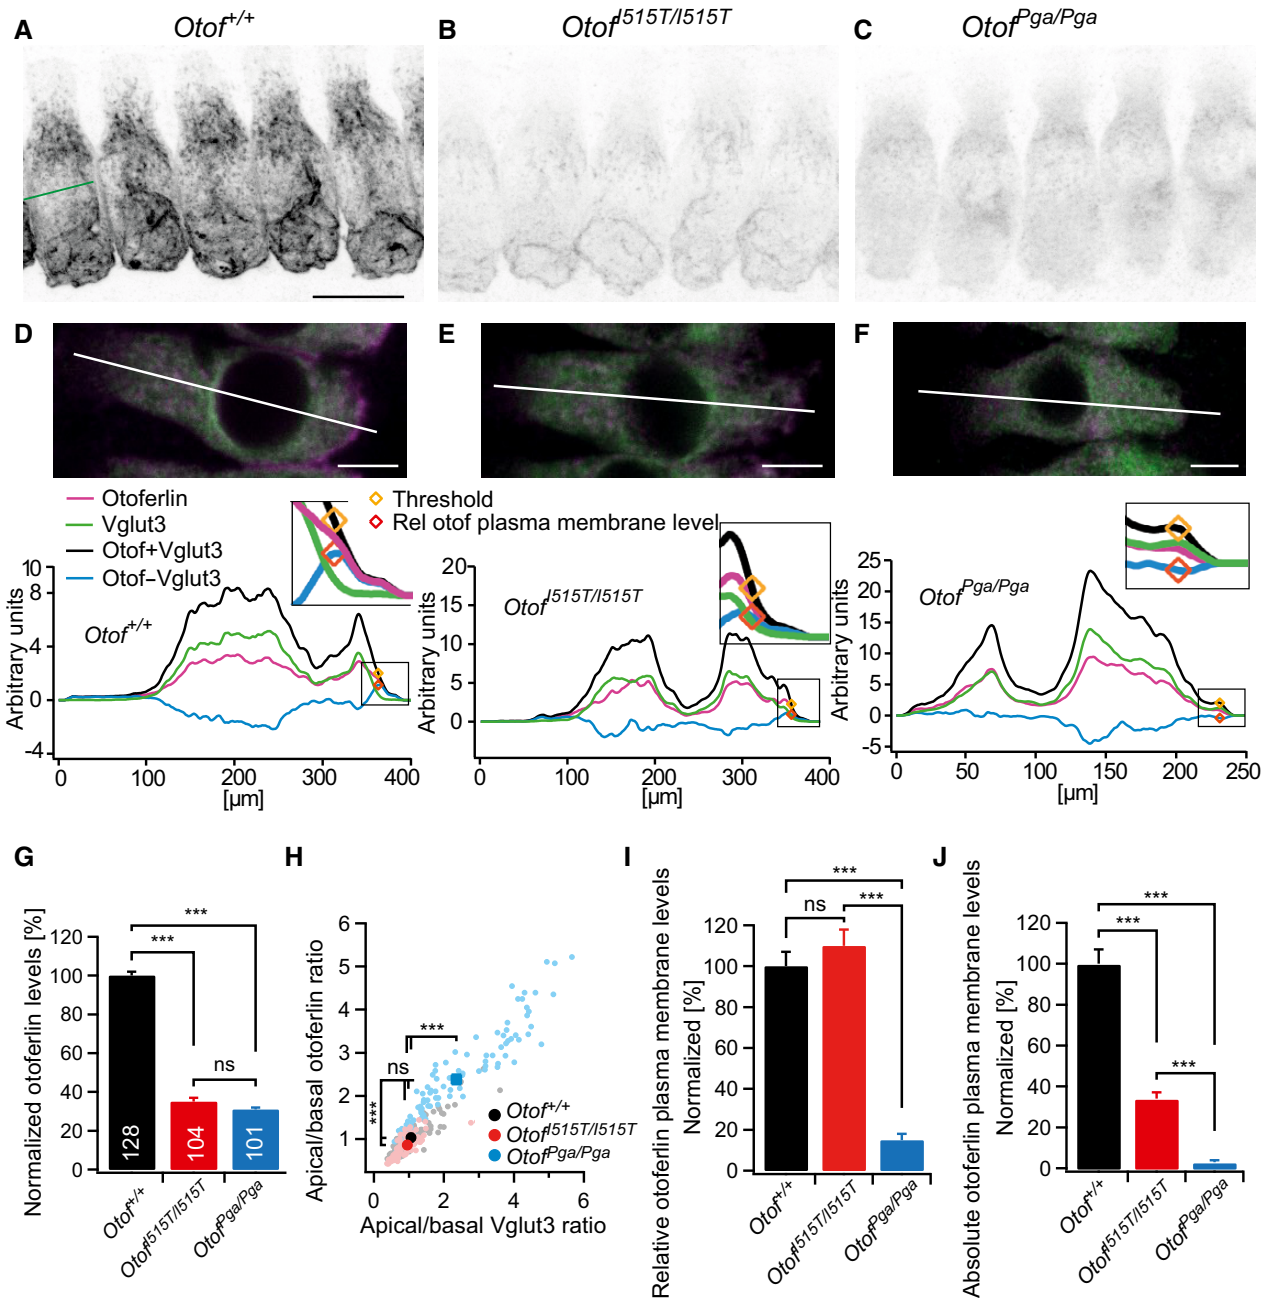 A Otof+/+
B OtofI515T/I515T
C OtofPga/Pga
D
E
F
Otoferlin
Vglut3
Otof+Vglut3
Otof–Vglut3
Threshold
Rel otof plasma membrane level
Arbitrary units
10
8
4
0
-4
Otof+/+
0 100 200 300 400
[µm]
Arbitrary units
20
15
10
5
0
OtofI515T/I515T
0 100 200 300 400
[µm]
Arbitrary units
25
20
15
10
5
0
-5
OtofPga/Pga
0 50 100 150 200 250
[µm]
G
Normalized otoferlin levels [%]
120
100
80
60
40
20
0
***
***
ns
128
104
101
Otof+/+
OtofI515T/I515T
OtofPga/Pga
H
Apical/basal otoferlin ratio
6
5
4
3
2
1
***
ns
***
Otof+/+
OtofI515T/I515T
OtofPga/Pga
0 2 4 6
Apical/basal Vglut3 ratio
I
Relative otoferlin plasma membrane levels
Normalized [%]
120
100
80
60
40
20
0
***
ns
***
Otof+/+
OtofI515T/I515T
OtofPga/Pga
J
Absolute otoferlin plasma membrane levels
Normalized [%]
120
100
80
60
40
20
0
***
***
***
Otof+/+
OtofI515T/I515T
OtofPga/Pga